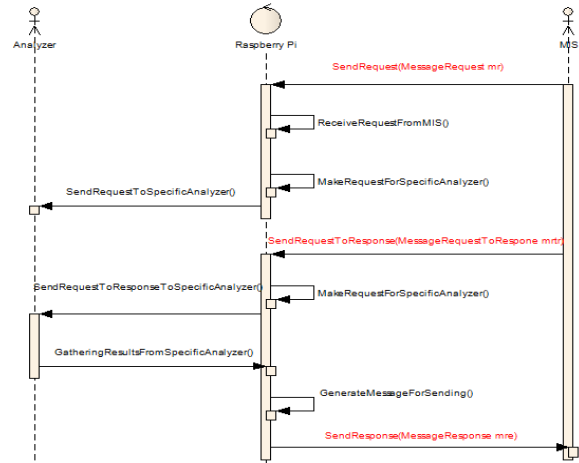 Analyzer
Raspberry Pi
MIS
SendRequest(MessageRequest mr)
ReceiveRequestFromMIS()
MakeRequestForSpecificAnalyzer()
SendRequestToSpecificAnalyzer()
SendRequestToResponse(MessageRequestToRespone mrtr)
SendRequestToResponseToSpecificAnalyzer()
MakeRequestForSpecificAnalyzer()
GatheringResultsFromSpecificAnalyzer()
GenerateMessageForSending()
SendResponse(MessageResponse mre)